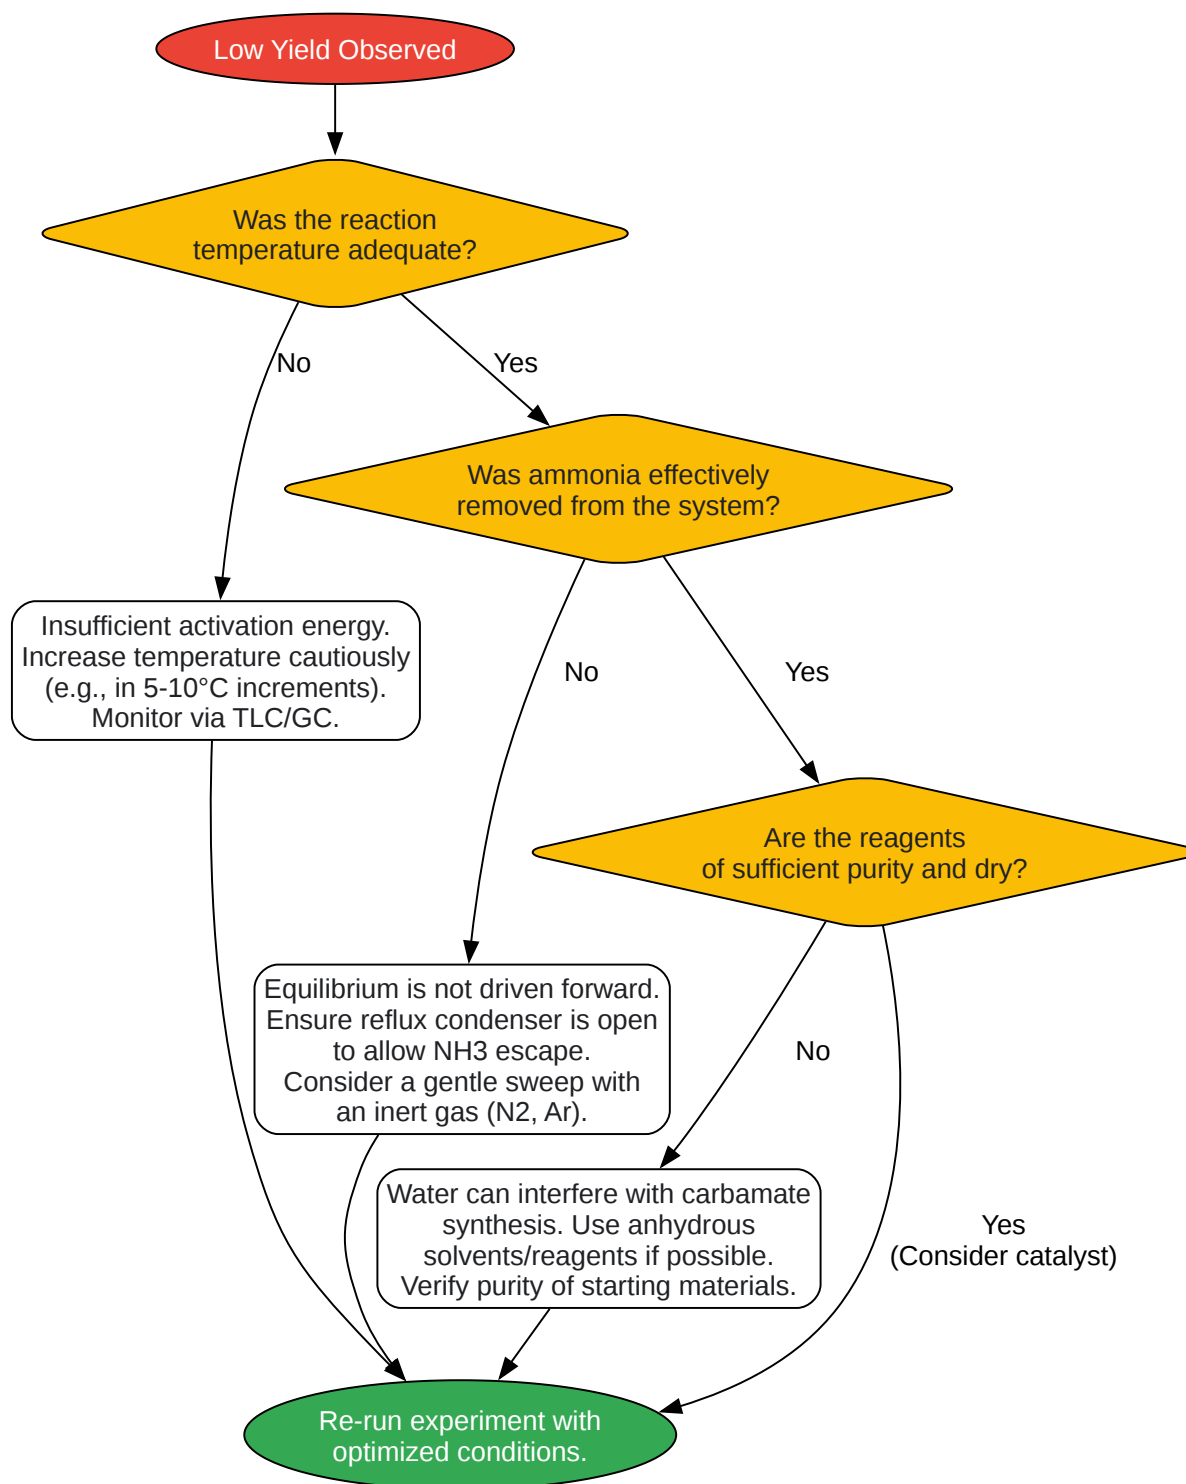 Low Yield Observed
Was the reaction
temperature adequate?
No
Yes
Was ammonia effectively
removed from the system?
Insufficient activation energy.
Increase temperature cautiously
(e.g., in 5-10°C increments).
Monitor via TLC/GC.
No
Yes
Are the reagents
of sufficient purity and dry?
Equilibrium is not driven forward.
Ensure reflux condenser is open
to allow NH3 escape.
Consider a gentle sweep with
an inert gas (N2, Ar).
No
Water can interfere with carbamate
synthesis. Use anhydrous
solvents/reagents if possible.
Verify purity of starting materials.
Yes
(Consider catalyst)
Re-run experiment with
optimized conditions.